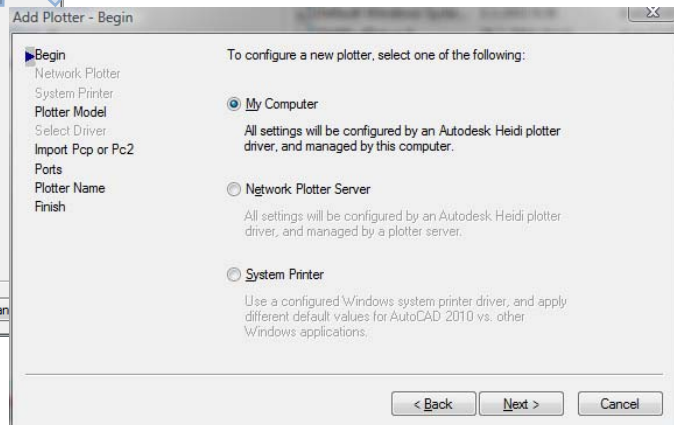 Add Plotter - Begin
Begin
Network Plotter
System Printer
Plotter Model
Select Driver
Import Pcp or Pc2
Ports
Plotter Name
Finish
To configure a new plotter, select one of the following:
My Computer
All settings will be configured by an Autodesk Heidi plotter
driver, and managed by this computer.
Network Plotter Server
All settings will be configured by an Autodesk Heidi plotter
driver, and managed by a plotter server.
System Printer
Use a configured Windows system printer driver, and apply
different default values for AutoCAD 2010 vs. other
Windows applications.
< Back
Next >
Cancel